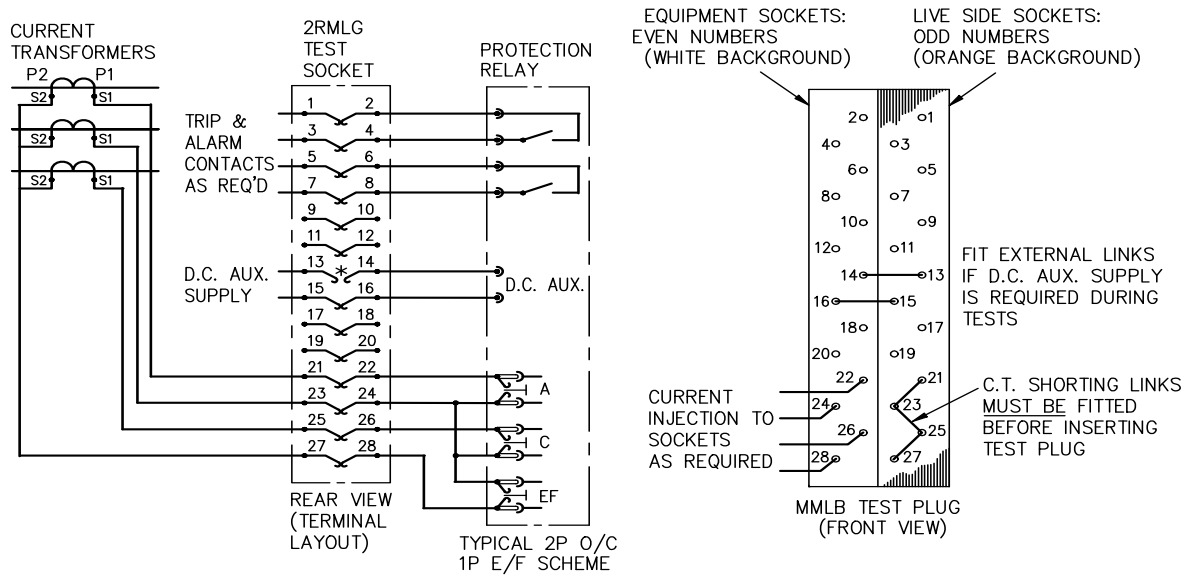 CURRENT
TRANSFORMERS
P2 P1
S2 S1
S2 S1
S2 S1
TRIP &
ALARM
CONTACTS
AS REQ'D
D.C. AUX.
SUPPLY
2RMLG
TEST
SOCKET
1 2
3 4
5 6
7 8
9 10
11 12
13 * 14
15 16
17 18
19 20
21 22
23 24
25 26
27 28
REAR VIEW
(TERMINAL
LAYOUT)
PROTECTION
RELAY
D.C. AUX.
A
C
EF
TYPICAL 2P O/C
1P E/F SCHEME
EQUIPMENT SOCKETS:
EVEN NUMBERS
(WHITE BACKGROUND)
LIVE SIDE SOCKETS:
ODD NUMBERS
(ORANGE BACKGROUND)
2 1
4 3
6 5
8 7
10 9
12 11
14 13
16 15
18 17
20 19
22 21
24 23
26 25
28 27
FIT EXTERNAL LINKS
IF D.C. AUX. SUPPLY
IS REQUIRED DURING
TESTS
CURRENT
INJECTION TO
SOCKETS
AS REQUIRED
C.T. SHORTING LINKS
MUST BE FITTED
BEFORE INSERTING
TEST PLUG
MMLB TEST PLUG
(FRONT VIEW)